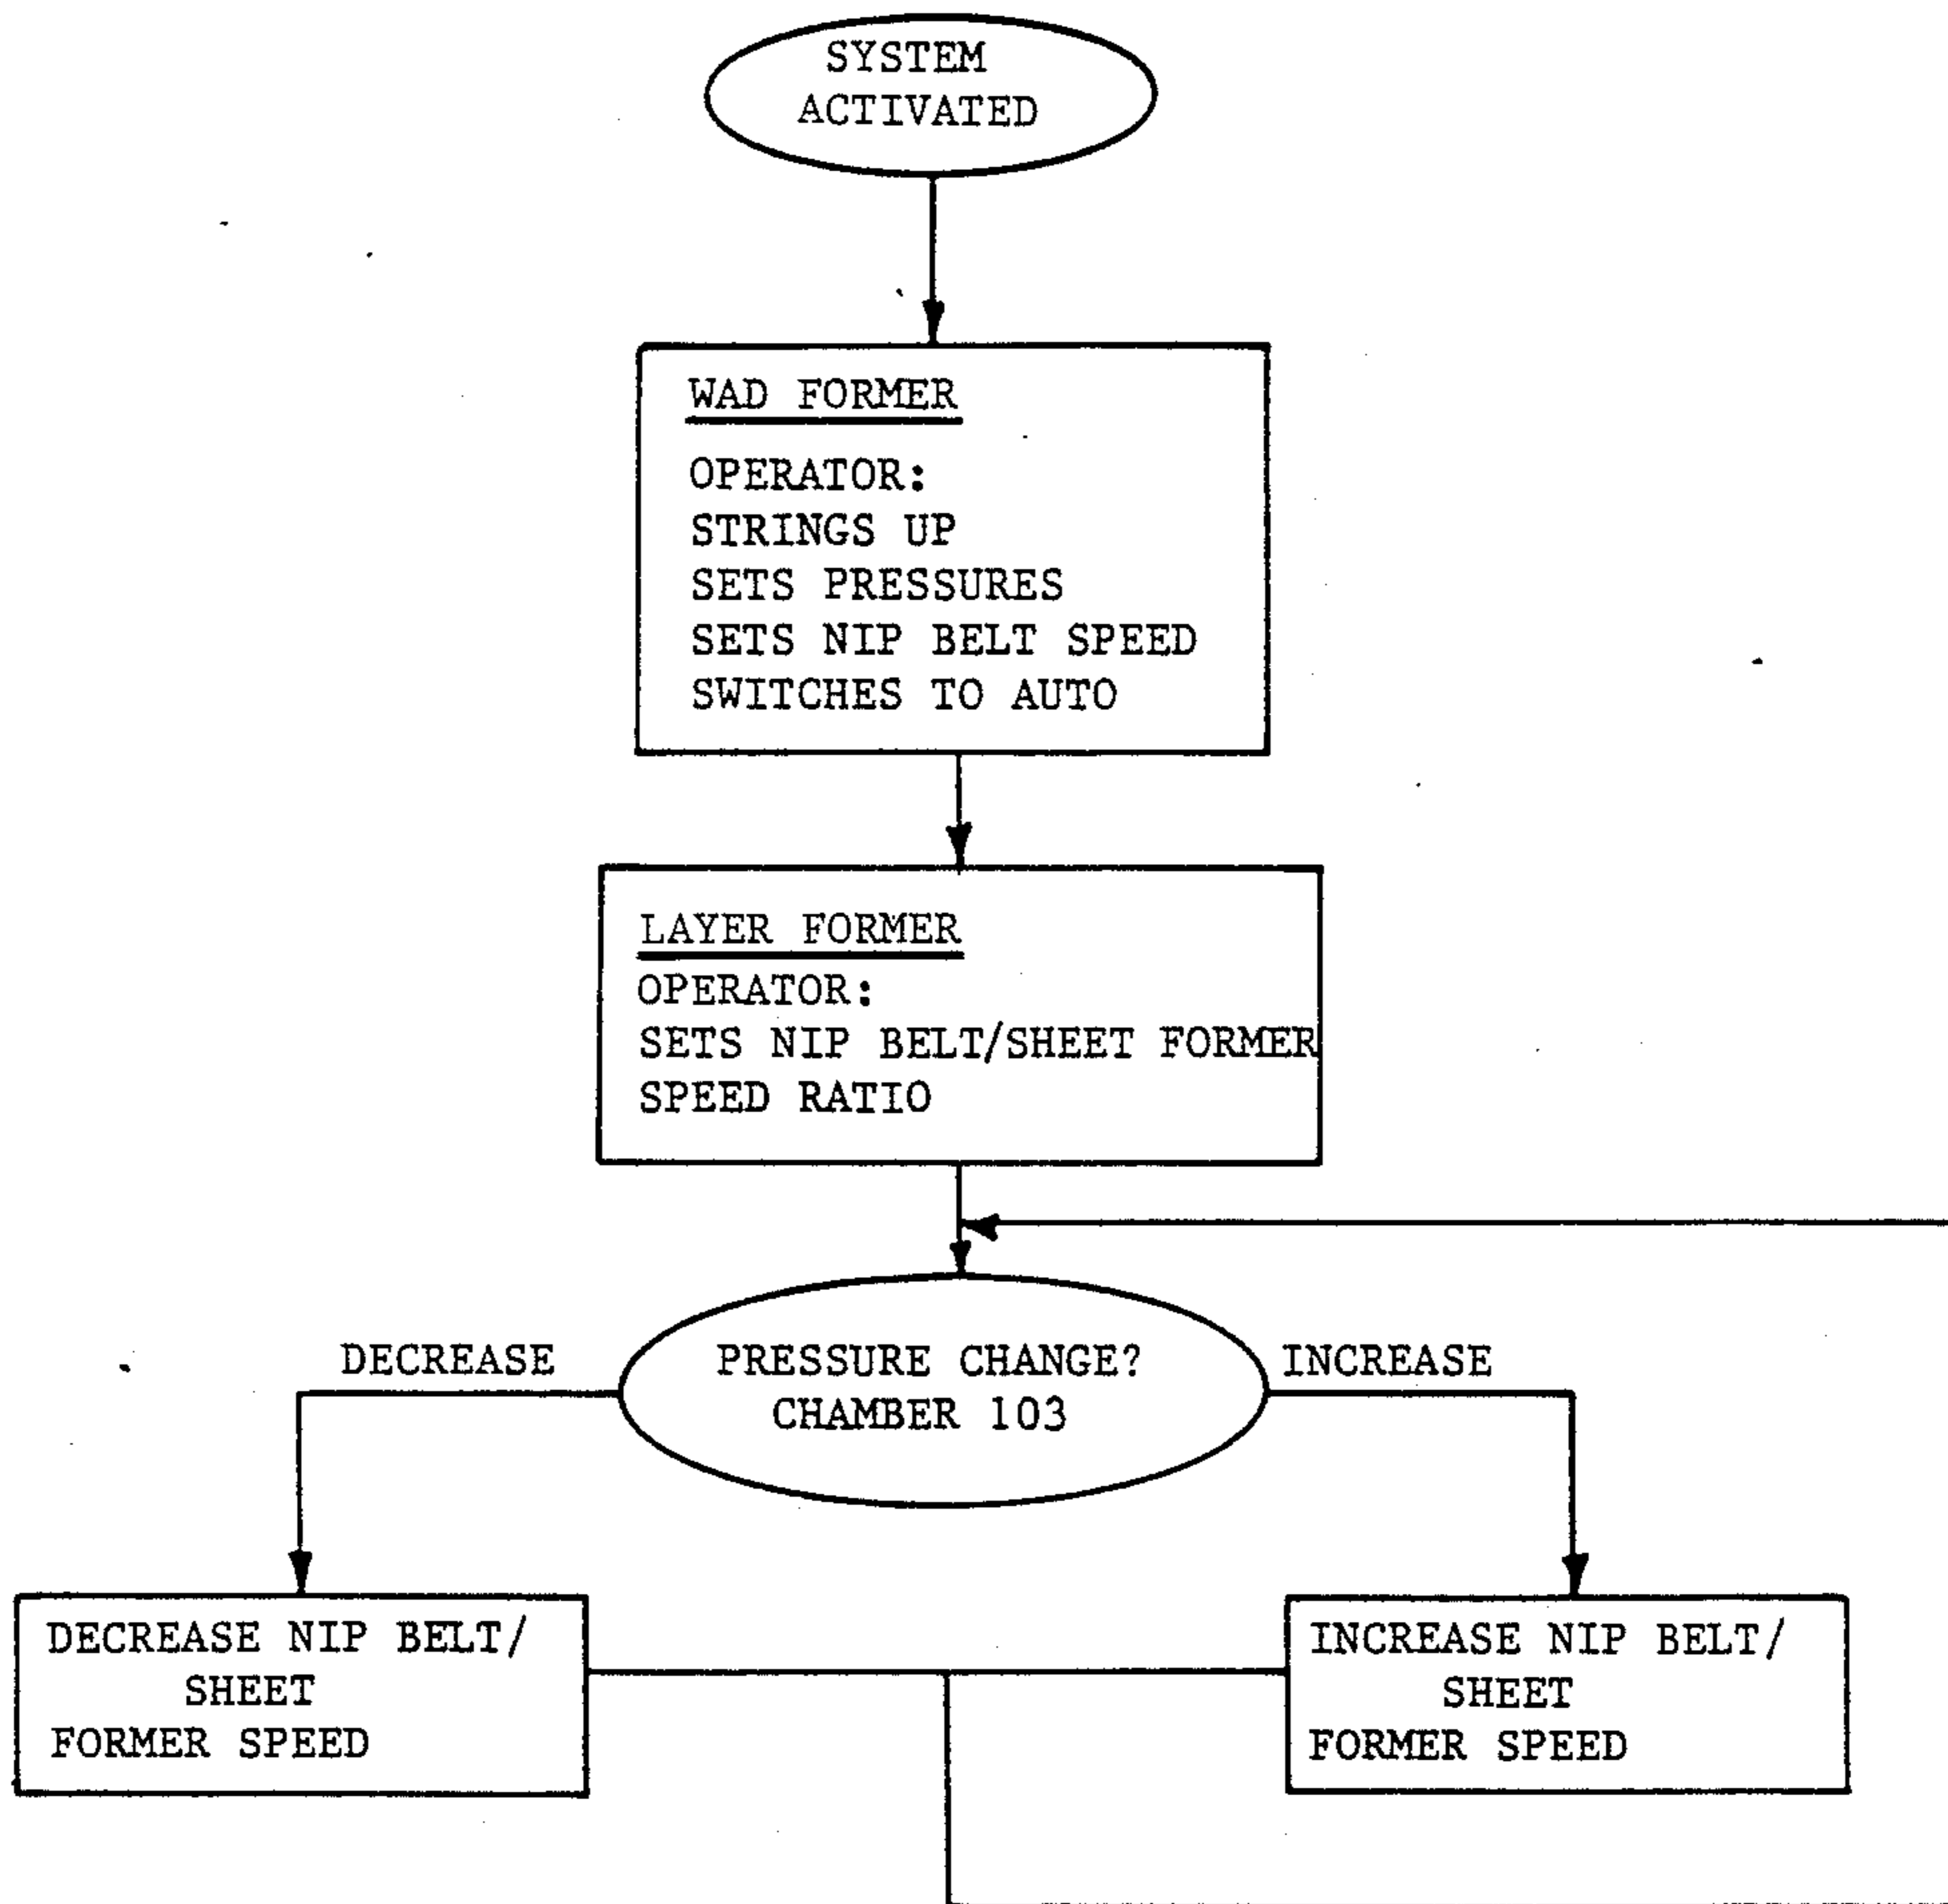 SYSTEM
ACTIVATED
WAD FORMER
OPERATOR:
STRINGS UP
SETS PRESSURES
SETS NIP BELT SPEED
SWITCHES TO AUTO
LAYER FORMER
OPERATOR:
SETS NIP BELT/SHEET FORMER
SPEED RATIO
DECREASE
PRESSURE CHANGE?
CHAMBER 103
INCREASE
DECREASE NIP BELT/
SHEET
FORMER SPEED
INCREASE NIP BELT/
SHEET
FORMER SPEED